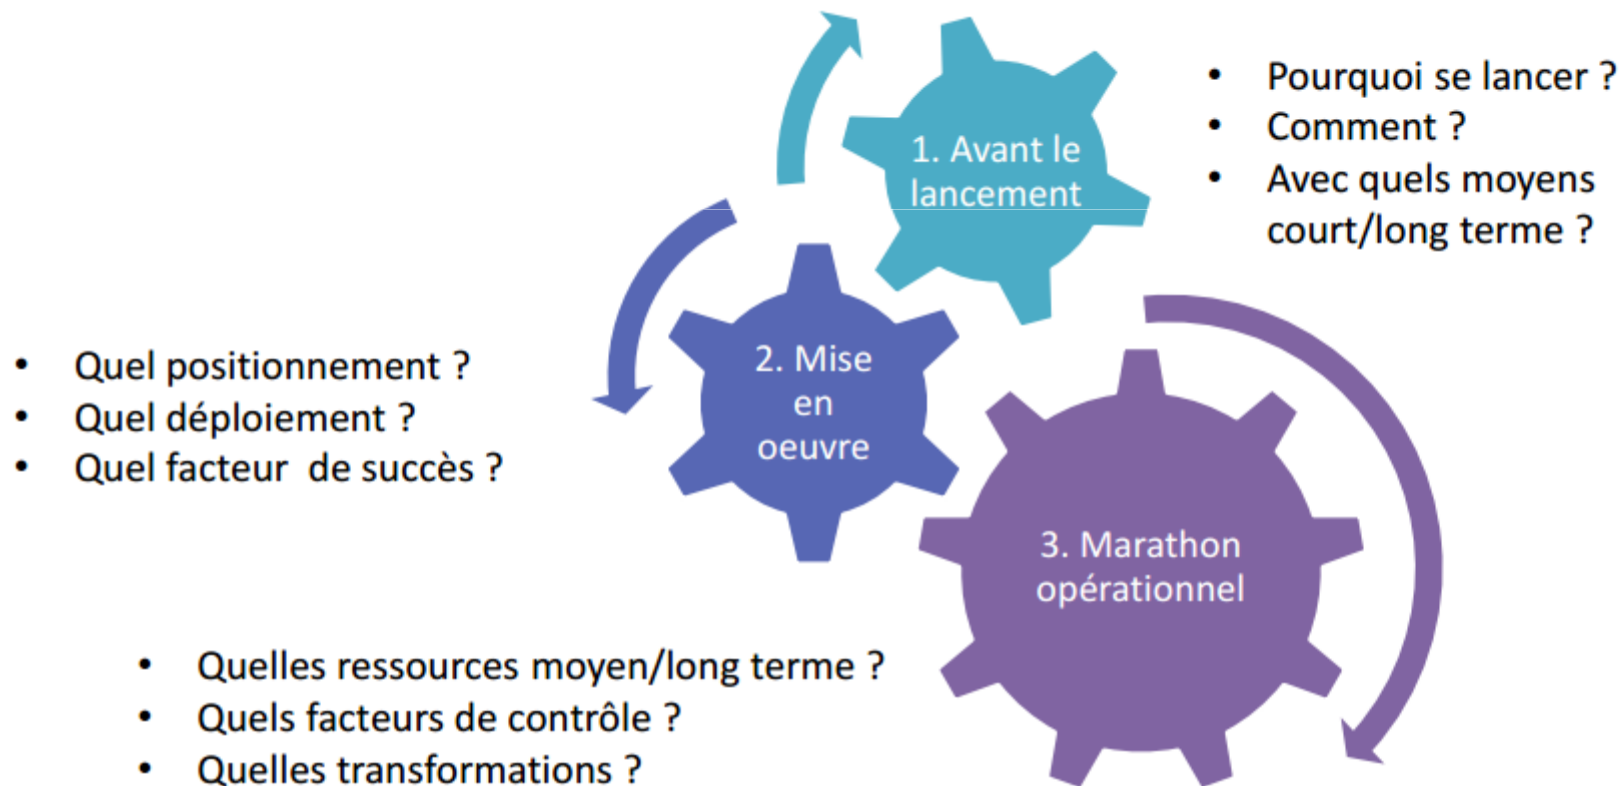 1. Avant le
lancement
• Pourquoi se lancer ?
• Comment ?
• Avec quels moyens
court/long terme ?
2. Mise
en
oeuvre
• Quel positionnement ?
• Quel déploiement ?
• Quel facteur  de succès ?
3. Marathon
opérationnel
• Quelles ressources moyen/long terme ?
• Quels facteurs de contrôle ?
• Quelles transformations ?